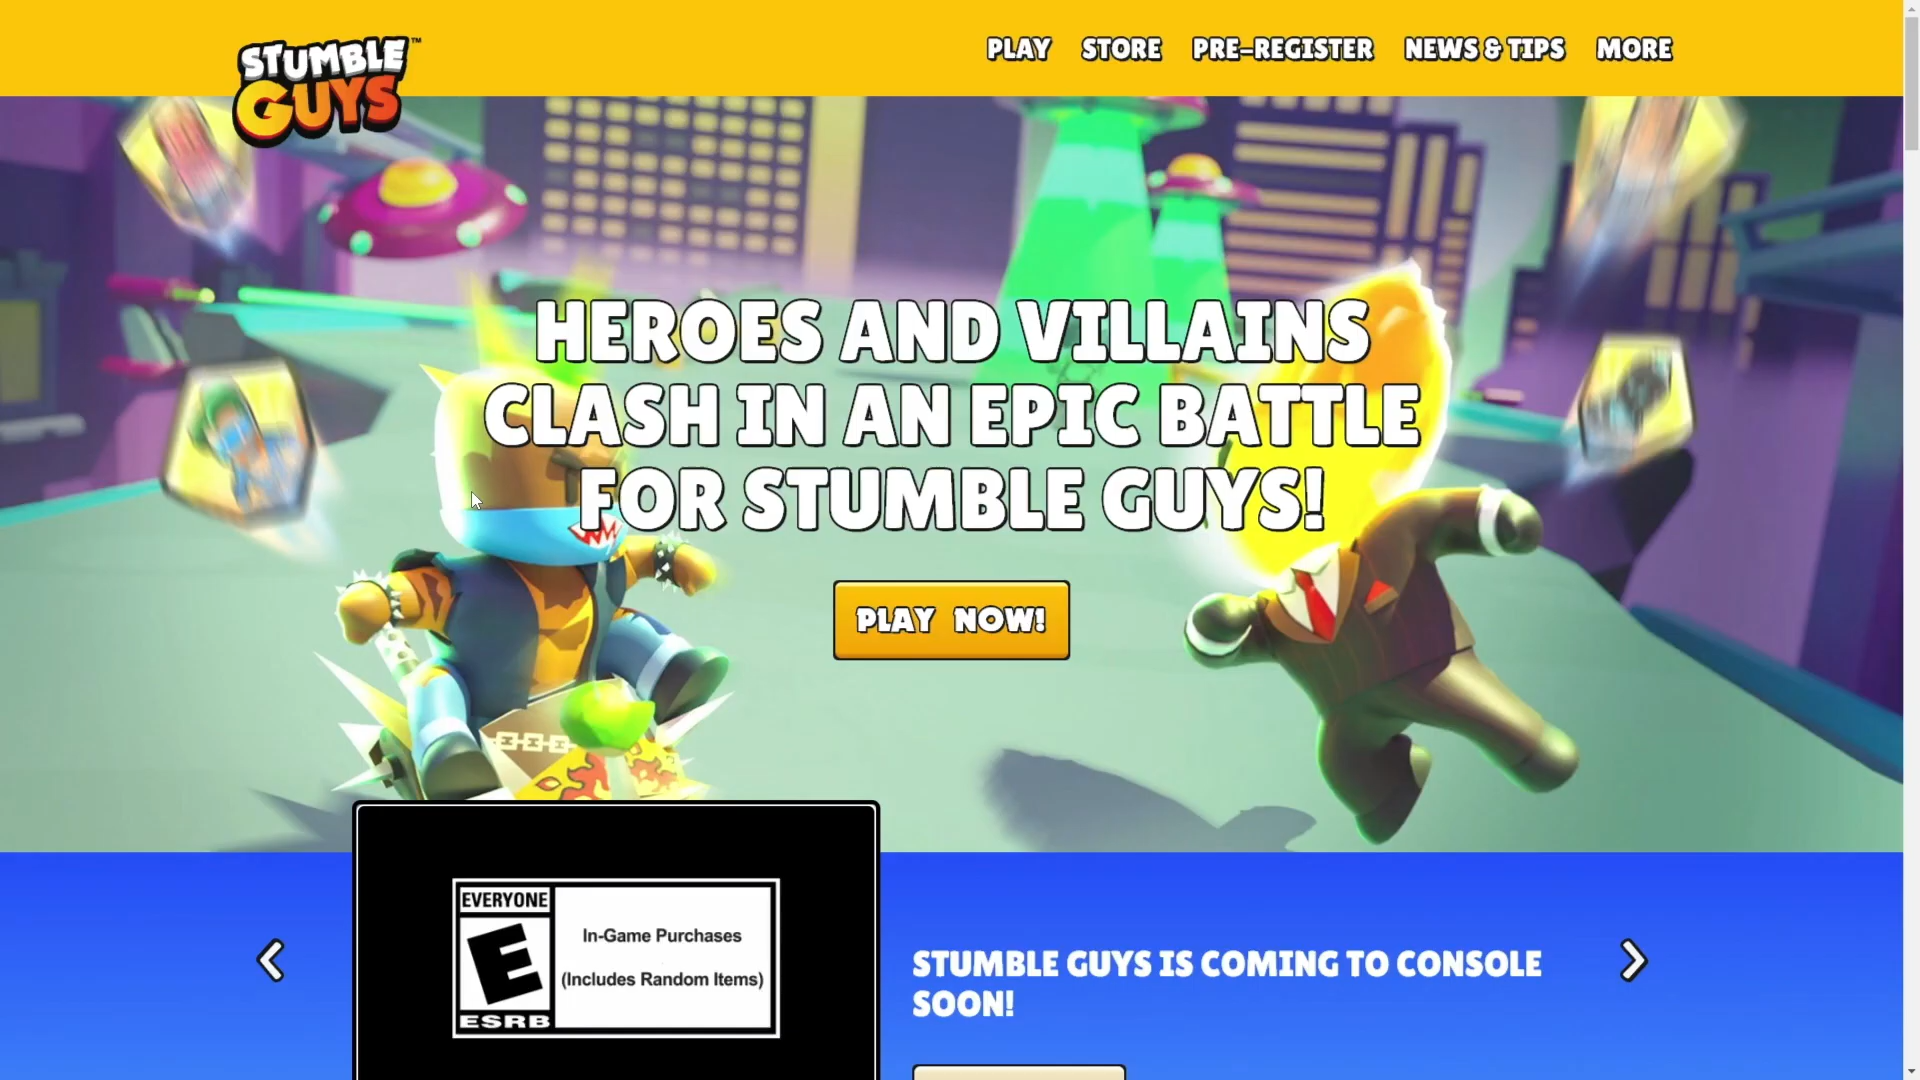 STUMBLE GUYS™
PLAY
STORE
PRE-REGISTER
NEWS & TIPS
MORE
HEROES AND VILLAINS
CLASH IN AN EPIC BATTLE
FOR STUMBLE GUYS!
PLAY NOW!
EVERYONE
E
ESRB
In-Game Purchases
(Includes Random Items)
STUMBLE GUYS IS COMING TO CONSOLE
SOON!